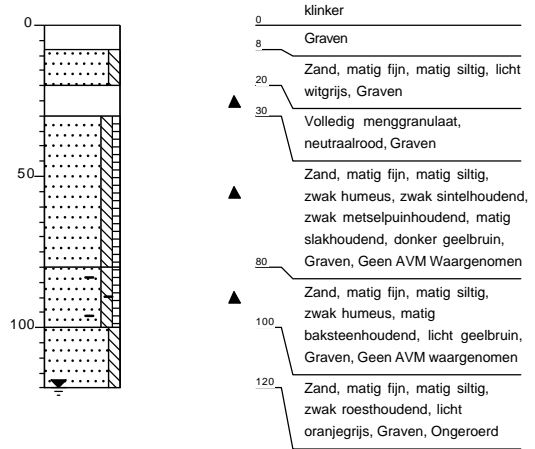 0
50
100
klinker
0
Graven
8
Zand, matig fijn, matig siltig, licht
witgrijs, Graven
20
Volledig menggranulaat,
neutraalrood, Graven
30
Zand, matig fijn, matig siltig,
zwak humeus, zwak sintelhoudend,
zwak metselpuinhoudend, matig
slakhoudend, donker geelbruin,
Graven, Geen AVM Waargenomen
80
Zand, matig fijn, matig siltig,
zwak humeus, matig
baksteenhoudend, licht geelbruin,
Graven, Geen AVM waargenomen
100
Zand, matig fijn, matig siltig,
zwak roesthoudend, licht
oranjegrijs, Graven, Ongeroerd
120